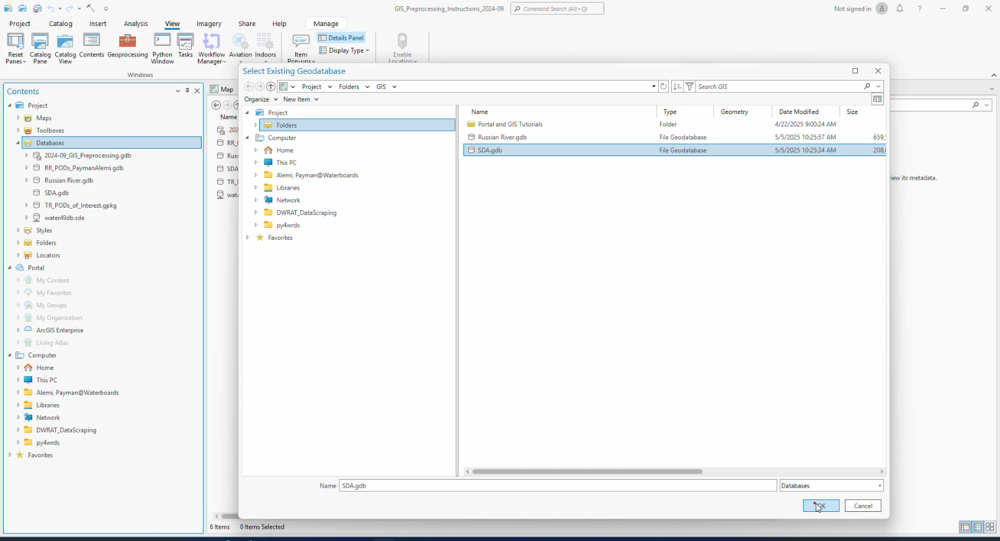 GIS_Preprocessing_Instructions_2024-09
Command Search (Alt+Q)
Not signed in
Project
Catalog
Insert
Analysis
View
Imagery
Share
Help
Manage
Reset Panes
Catalog Pane
Catalog View
Contents
Geoprocessing
Python Window
Tasks
Workflow Manager
Aviation
Indoors
Item Pop-ups
Details Panel
Display Type
Enable Location
Windows
Contents
Project
Maps
Toolboxes
Databases
2024-09_GIS_Preprocessing.gdb
RR_PODs_PaymanAlemi.gdb
Russian River.gdb
SDA.gdb
TR_PODs_of_Interest.gpkg
water49db.sde
Styles
Folders
Locators
Portal
My Content
My Favorites
My Groups
My Organization
ArcGIS Enterprise
Living Atlas
Computer
Home
This PC
Alemi, Payman@Waterboards
Libraries
Network
DWRAT_DataScraping
py4wrds
Favorites
Map
Name
202
RR_
Rus
SDA
TR_
wat
6 Items
0 Items Selected
Select Existing Geodatabase
Project
Folders
GIS
Search GIS
Organize
New Item
Project
Folders
Computer
Home
This PC
Alemi, Payman@Waterboards
Libraries
Network
DWRAT_DataScraping
py4wrds
Favorites
Name Type Geometry Date Modified Size
Portal and GIS Tutorials Folder 4/22/2025 9:00:24 AM
Russian River.gdb File Geodatabase 5/5/2025 10:25:57 AM 659,
SDA.gdb File Geodatabase 5/5/2025 10:25:34 AM 208,
Name SDA.gdb
Databases
OK
Cancel
iew its metadata.